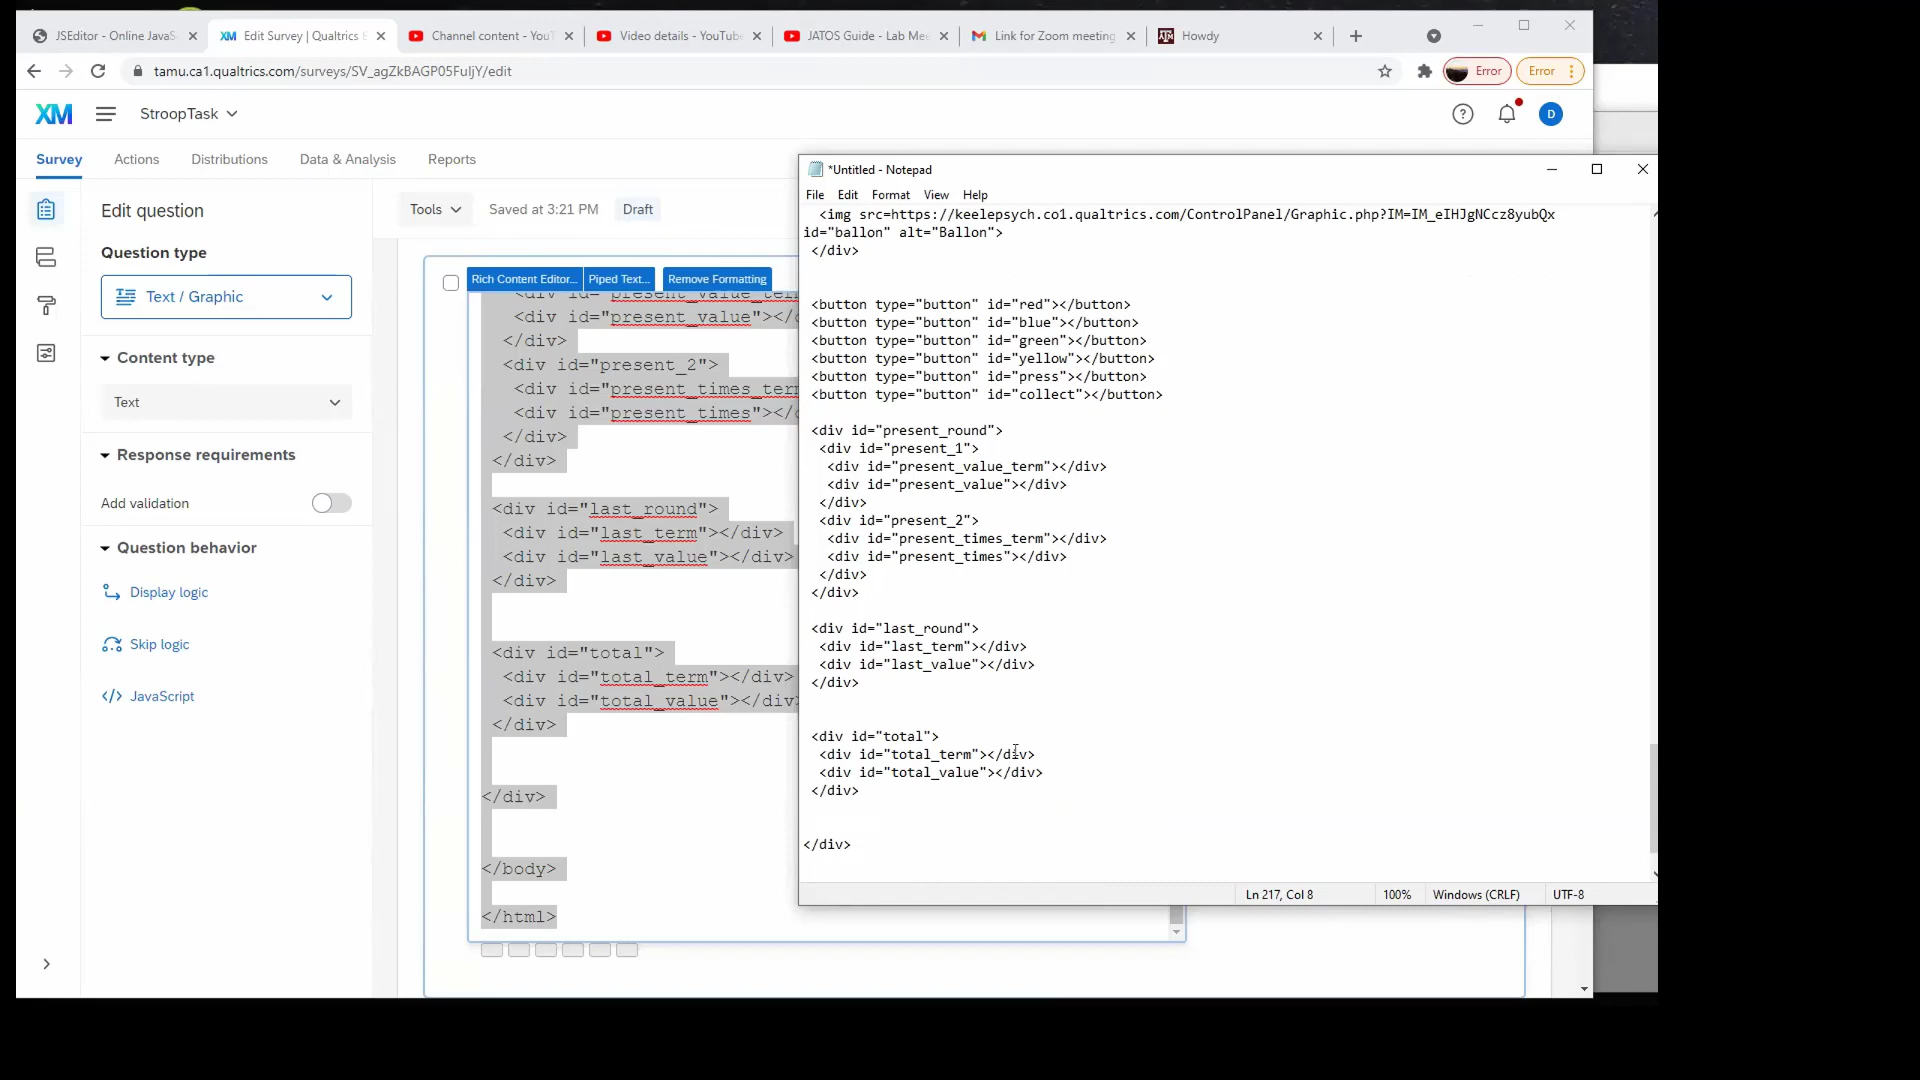 JSEditor - Online JavaS
Edit Survey | Qualtrics E
Channel content - YouT
Video details - YouTube
JATOS Guide - Lab Mee
Link for Zoom meeting
Howdy
tamu.ca1.qualtrics.com/surveys/SV_agZkBAGP05FuIjY/edit
Error
Error
XM
StroopTask
D
Survey
Actions
Distributions
Data & Analysis
Reports
Edit question
Question type
Text / Graphic
Content type
Text
Response requirements
Add validation
Question behavior
Display logic
Skip logic
</> JavaScript
Tools
Saved at 3:21 PM
Draft
Rich Content Editor...
Piped Text...
Remove Formatting
<div id="present_value_term
<div id="present_value"></d
</div>
<div id="present_2">
<div id="present_times_term
<div id="present_times"></d
</div>
</div>
<div id="last_round">
<div id="last_term"></div>
<div id="last_value"></div>
</div>
<div id="total">
<div id="total_term"></div>
<div id="total_value"></div>
</div>
</div>
</body>
</html>
*Untitled - Notepad
File Edit Format View Help
<img src=https://keelepsych.co1.qualtrics.com/ControlPanel/Graphic.php?IM=IM_eIHJgNCcz8yubQx
id="ballon" alt="Ballon">
</div>
<button type="button" id="red"></button>
<button type="button" id="blue"></button>
<button type="button" id="green"></button>
<button type="button" id="yellow"></button>
<button type="button" id="press"></button>
<button type="button" id="collect"></button>
<div id="present_round">
<div id="present_1">
<div id="present_value_term"></div>
<div id="present_value"></div>
</div>
<div id="present_2">
<div id="present_times_term"></div>
<div id="present_times"></div>
</div>
</div>
<div id="last_round">
<div id="last_term"></div>
<div id="last_value"></div>
</div>
<div id="total">
<div id="total_term"></div>
<div id="total_value"></div>
</div>
</div>
Ln 217, Col 8
100%
Windows (CRLF)
UTF-8